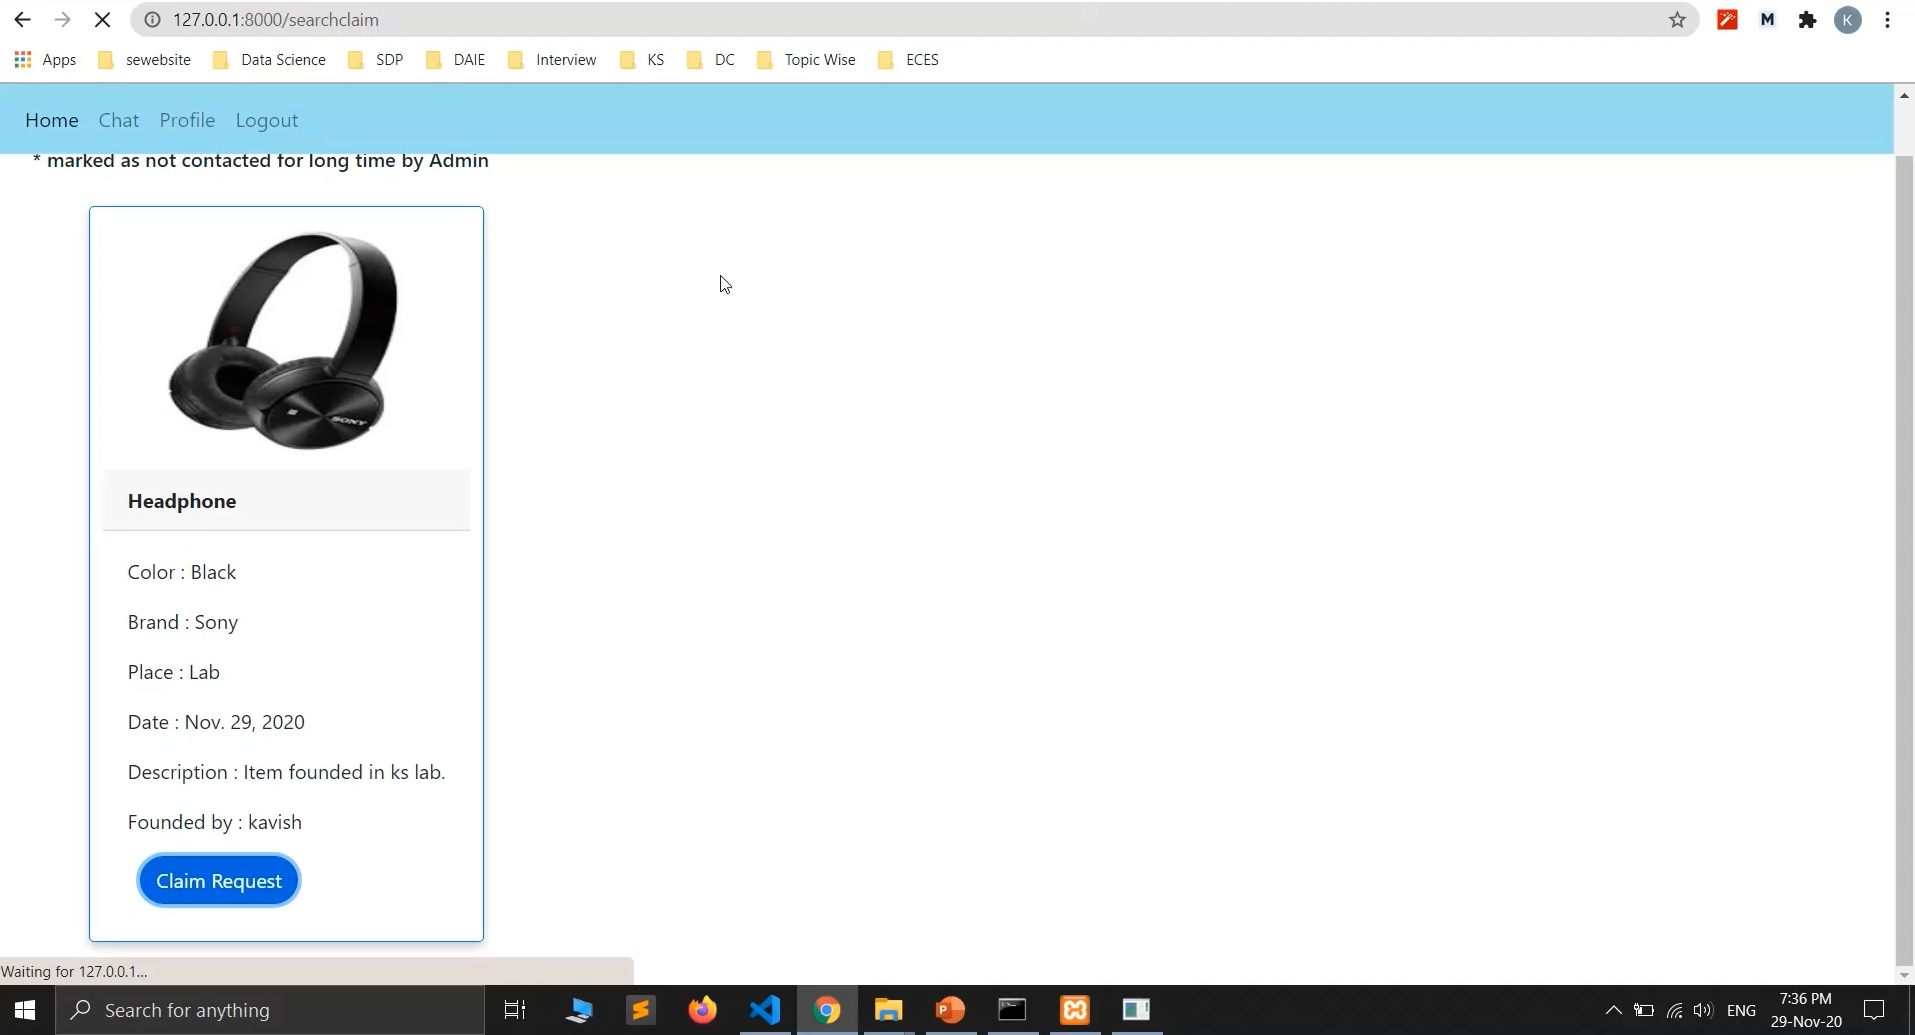 127.0.0.1:8000/searchclaim
M
K
Apps sewebsite Data Science SDP DAIE Interview KS DC Topic Wise ECES
Home Chat Profile Logout
* marked as not contacted for long time by Admin
SONY
Headphone
Color : Black
Brand : Sony
Place : Lab
Date : Nov. 29, 2020
Description : Item founded in ks lab.
Founded by : kavish
Claim Request
Waiting for 127.0.0.1...
Search for anything
ENG
7:36 PM
29-Nov-20